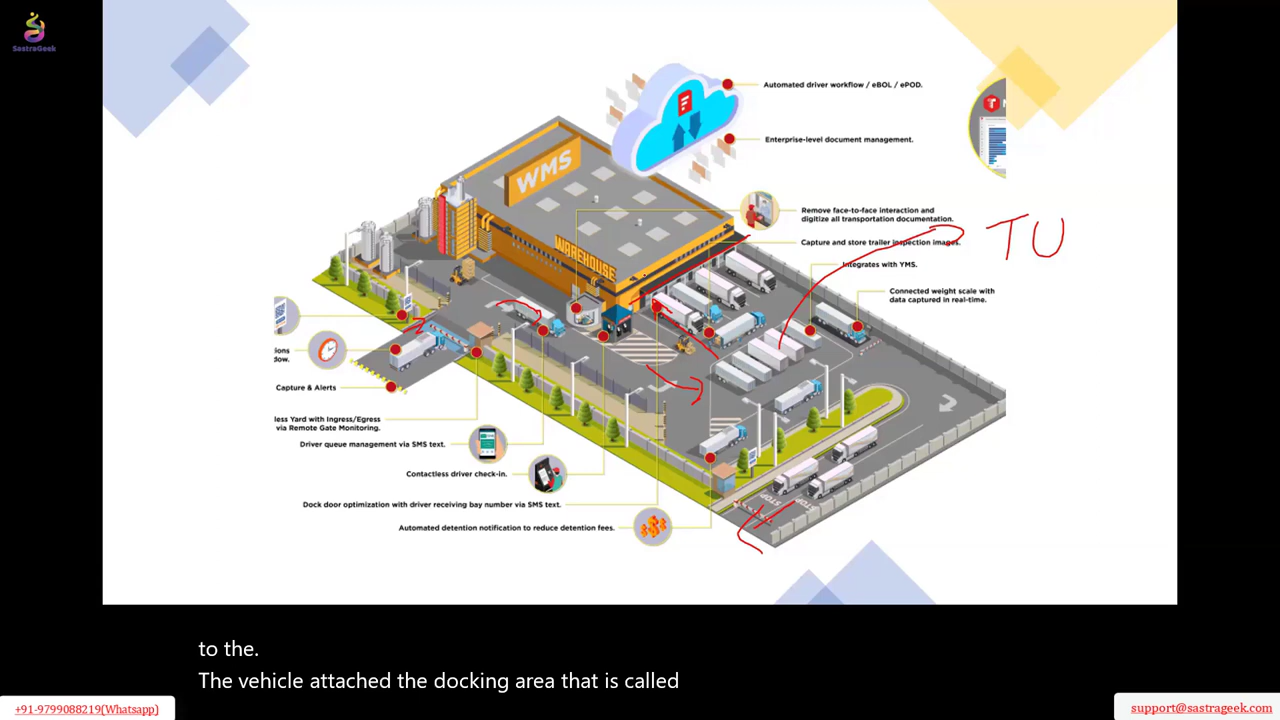 SastraGeek
Automated driver workflow / eBOL / ePOD.
Enterprise-level document management.
WMS
WAREHOUSE
Remove face-to-face interaction and
digitize all transportation documentation.
Capture and store trailer inspection images.
TU
Integrates with YMS.
Connected weight scale with
data captured in real-time.
ions
dow.
Capture & Alerts
less Yard with Ingress/Egress
via Remote Gate Monitoring.
Driver queue management via SMS text.
Contactless driver check-in.
Dock door optimization with driver receiving bay number via SMS text.
Automated detention notification to reduce detention fees.
STOP
STOP
to the.
The vehicle attached the docking area that is called
+91-9799088219(Whatsapp)
support@sastrageek.com